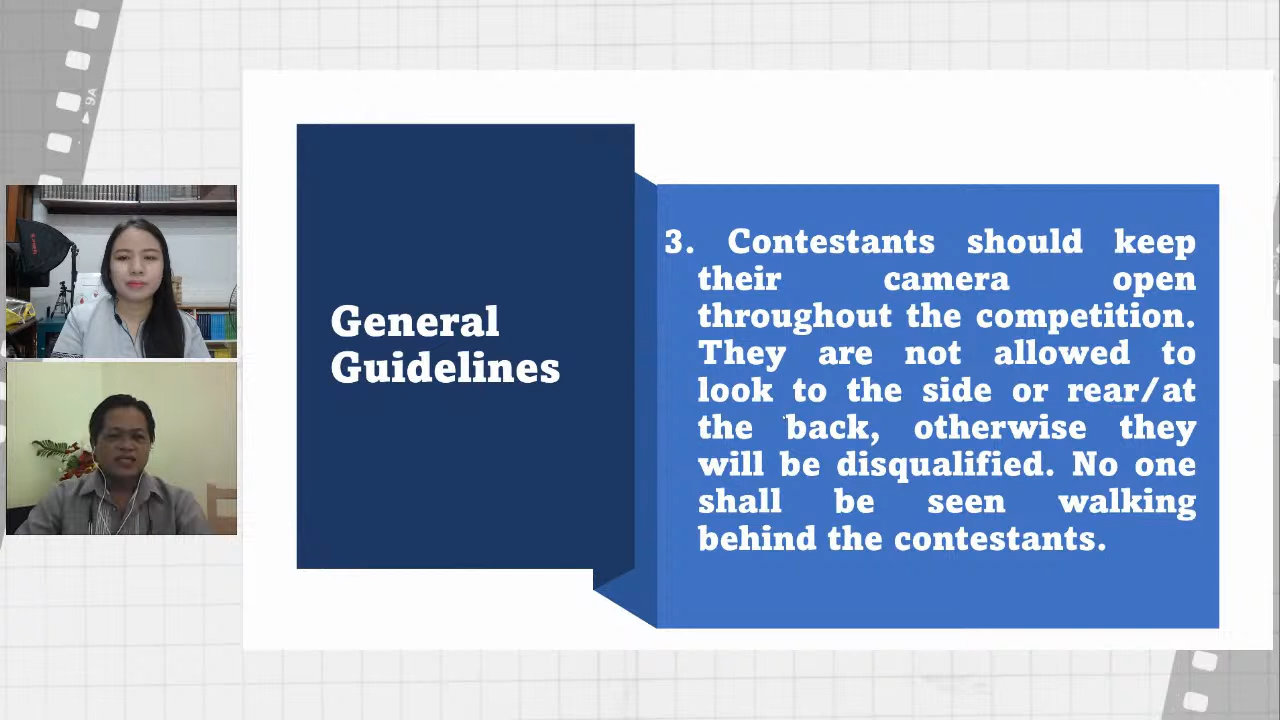 9A
General
Guidelines
3. Contestants should keep
their camera open
throughout the competition.
They are not allowed to
look to the side or rear/at
the back, otherwise they
will be disqualified. No one
shall be seen walking
behind the contestants.